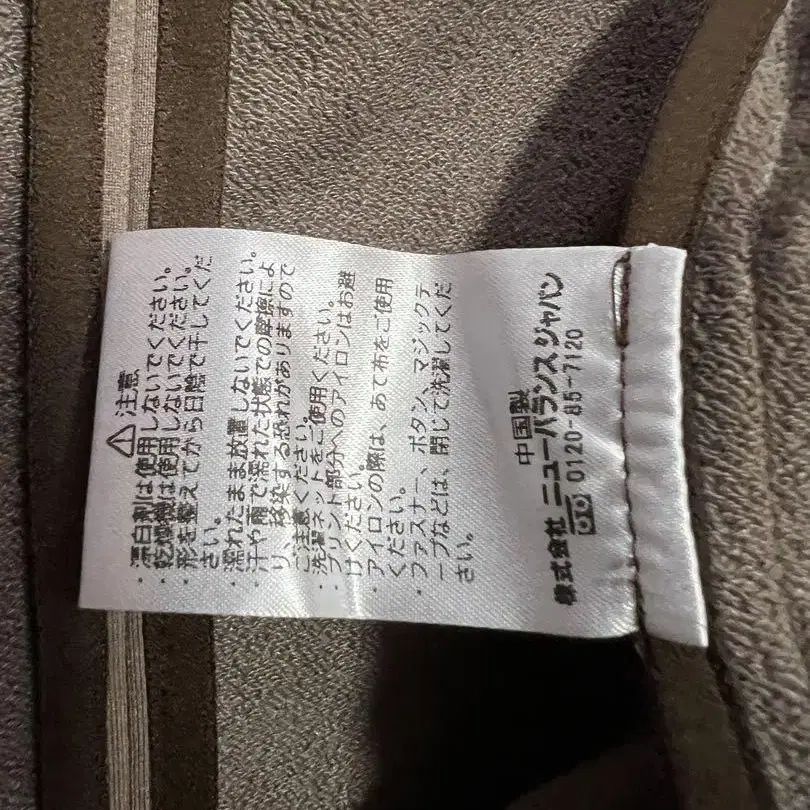 ⚠ 注意
・漂白剤は使用しないでください。
・乾燥機は使用しないでください。
・形を整えてから日陰で干してくだ
さい。
・濡れたまま放置しないでください。
・汗や雨で濡れた状態での摩擦によ
り、移染する恐れがありますので
ご注意ください。
・洗濯ネットをご使用ください。
・プリント部分へのアイロンはお避
けください。
・アイロンの際は、あて布をご使用
ください。
・ファスナー、ボタン、マジックテ
ープなどは、閉じて洗濯してくだ
さい。
中国製
株式会社 ニューバランス ジャパン
0120-85-7120